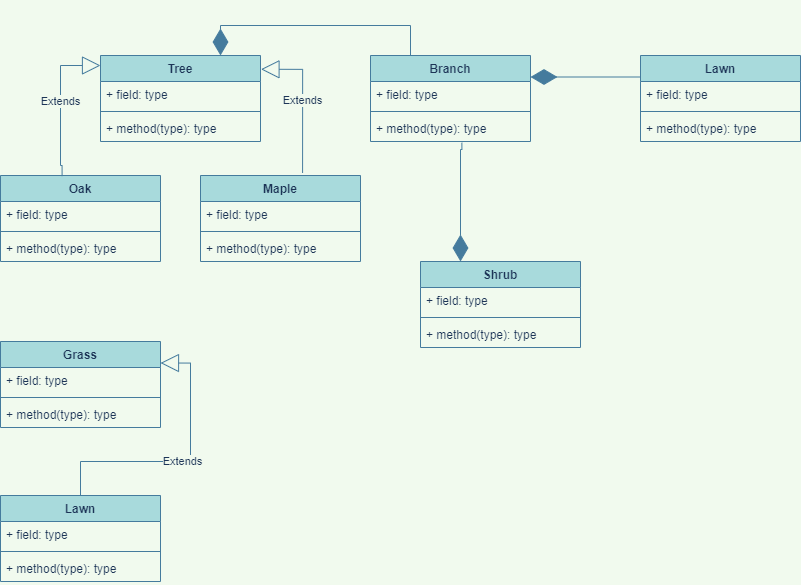 Tree
+ field: type
+ method(type): type
Branch
+ field: type
+ method(type): type
Lawn
+ field: type
+ method(type): type
Extends
Extends
Oak
+ field: type
+ method(type): type
Maple
+ field: type
+ method(type): type
Shrub
+ field: type
+ method(type): type
Grass
+ field: type
+ method(type): type
Extends
Lawn
+ field: type
+ method(type): type